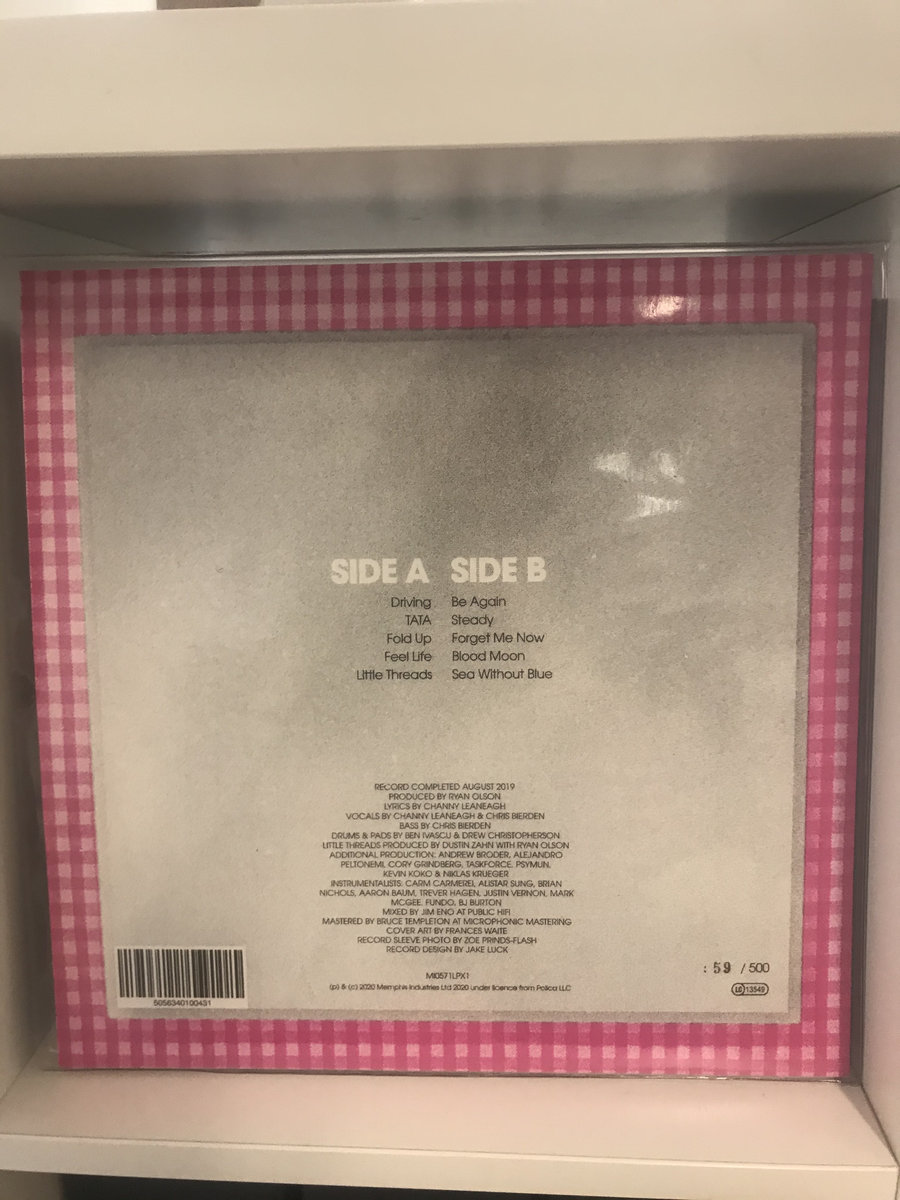 SIDE A SIDE B
Driving Be Again
TATA Steady
Fold Up Forget Me Now
Feel Life Blood Moon
Little Threads Sea Without Blue
RECORD COMPLETED AUGUST 2019
PRODUCED BY RYAN OLSON
LYRICS BY CHANNY LEANEAGH
VOCALS BY CHANNY LEANEAGH & CHRIS BIERDEN
BASS BY CHRIS BIERDEN
DRUMS & PADS BY BEN IVASCU & DREW CHRISTOPHERSON.
LITTLE THREADS PRODUCED BY DUSTIN ZAHN WITH RYAN OLSON
ADDITIONAL PRODUCTION: ANDREW BRODER, ALEJANDRO
PELTONEMI, CORY GRINDBERG, TASKFORCE, PSYMUN,
KEVIN KOKO & NIKLAS KRUEGER
INSTRUMENTALISTS: CARM CARMEREI, ALISTAR SUNG, BRIAN
NICHOLS, AARON BAUM, TREVER HAGEN, JUSTIN VERNON, MARK
MCGEE, FUNDO, BJ BURTON
MIXED BY JIM ENO AT PUBLIC HIFI
MASTERED BY BRUCE TEMPLETON AT MICROPHONIC MASTERING
COVER ART BY FRANCES WAITE
RECORD SLEEVE PHOTO BY ZOE PRINDS-FLASH
RECORD DESIGN BY JAKE LUCK
MI0571LPX1
(p) & (c) 2020 Memphis Industries Ltd 2020 under licence from Polica LLC
5056340100431
: 59 / 500
LC 13549